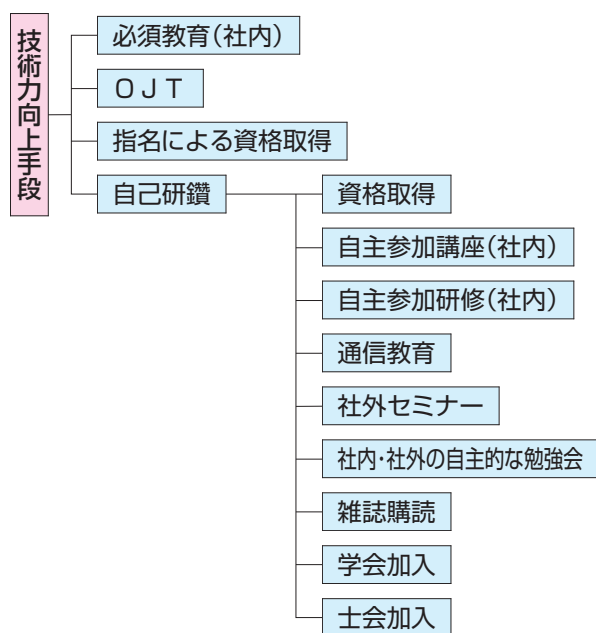 技術力向上手段
必須教育(社内)
ＯＪＴ
指名による資格取得
自己研鑽
資格取得
自主参加講座(社内)
自主参加研修(社内)
通信教育
社外セミナー
社内・社外の自主的な勉強会
雑誌購読
学会加入
士会加入